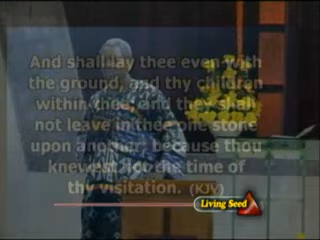 And shall lay thee even with
the ground, and thy children
within thee; and they shall
not leave in thee one stone
upon another; because thou
knewest not the time of
thy visitation. (KJV)
Living Seed